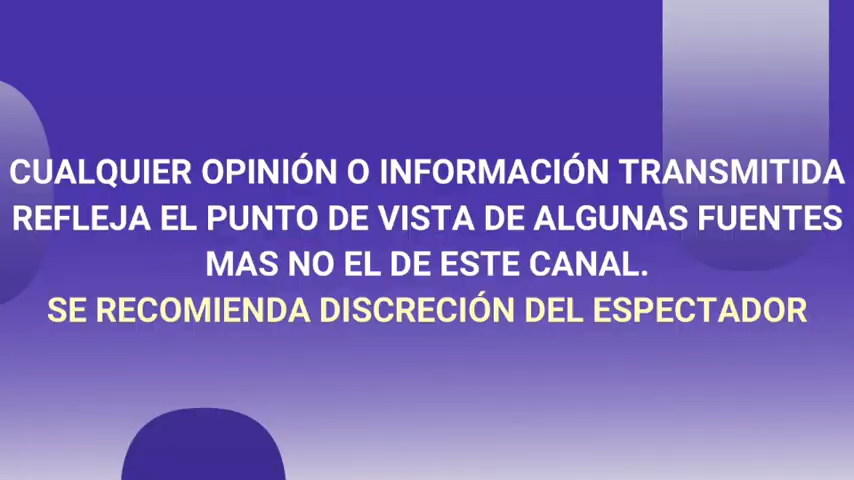 CUALQUIER OPINIÓN O INFORMACIÓN TRANSMITIDA
REFLEJA EL PUNTO DE VISTA DE ALGUNAS FUENTES
MAS NO EL DE ESTE CANAL.
SE RECOMIENDA DISCRECIÓN DEL ESPECTADOR